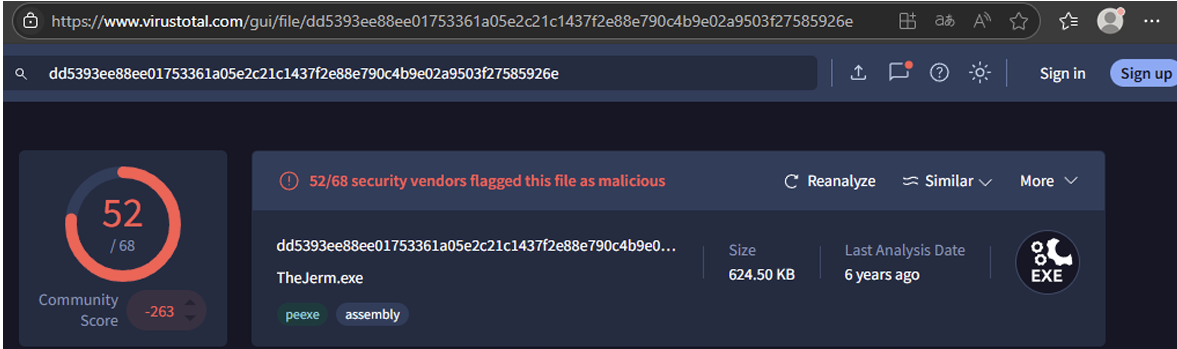 https://www.virustotal.com/gui/file/dd5393ee88ee01753361a05e2c21c1437f2e88e790c4b9e02a9503f27585926e
dd5393ee88ee01753361a05e2c21c1437f2e88e790c4b9e02a9503f27585926e
Sign in
Sign up
52
/ 68
Community
Score
-263
52/68 security vendors flagged this file as malicious
Reanalyze
Similar
More
dd5393ee88ee01753361a05e2c21c1437f2e88e790c4b9e0...
TheJerm.exe
peexe
assembly
Size
624.50 KB
Last Analysis Date
6 years ago
EXE